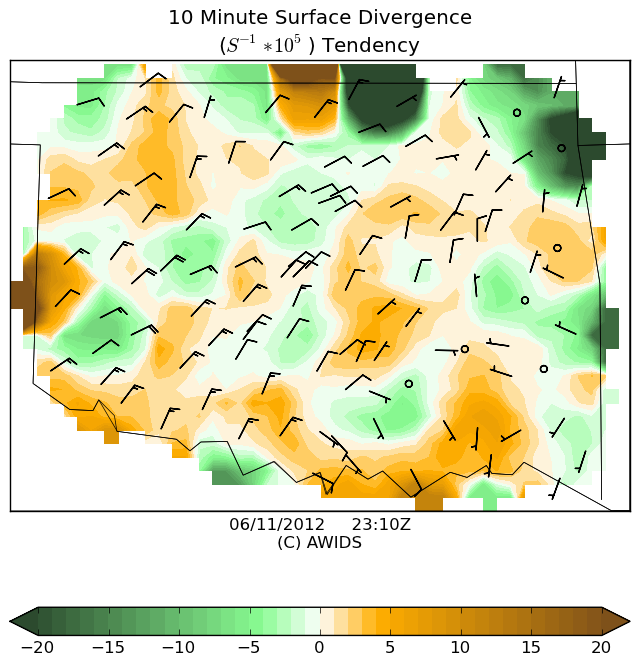 10 Minute Surface Divergence
(S⁻¹ *10⁵ ) Tendency
06/11/2012 23:10Z
(C) AWIDS
−20 −15 −10 −5 0 5 10 15 20